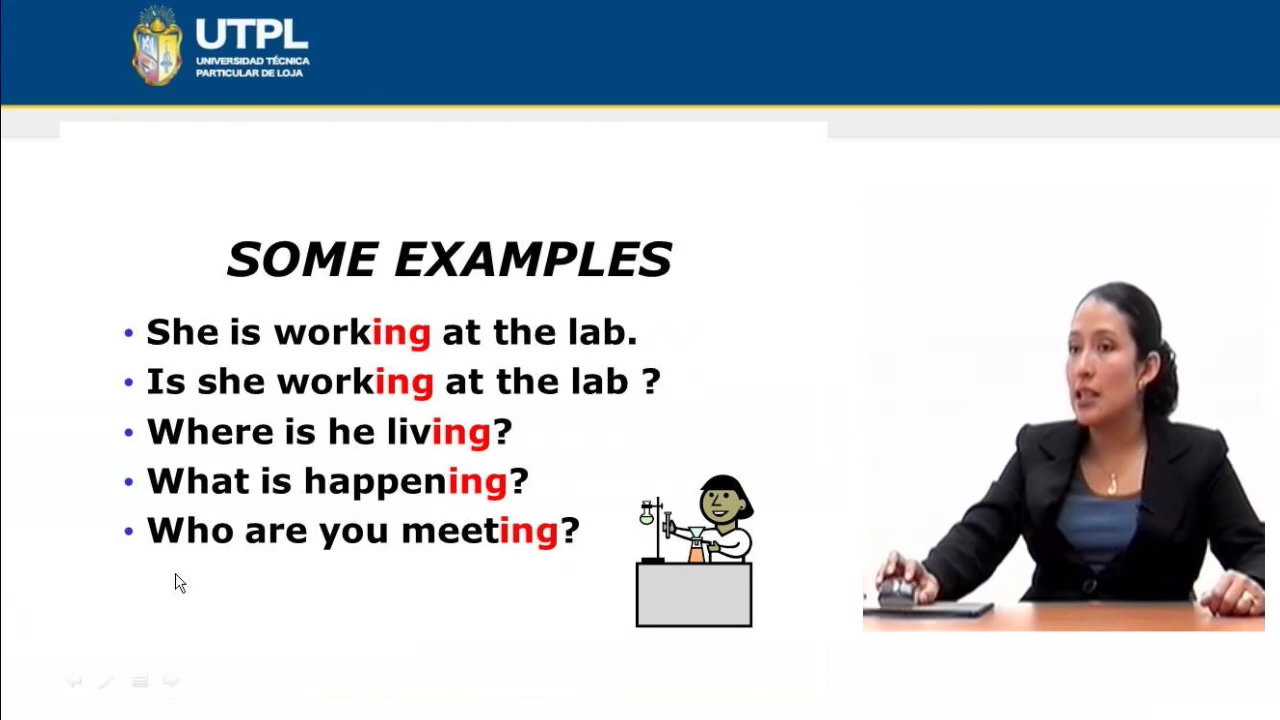 UTPL
UNIVERSIDAD TÉCNICA
PARTICULAR DE LOJA
SOME EXAMPLES
• She is working at the lab.
• Is she working at the lab ?
• Where is he living?
• What is happening?
• Who are you meeting?